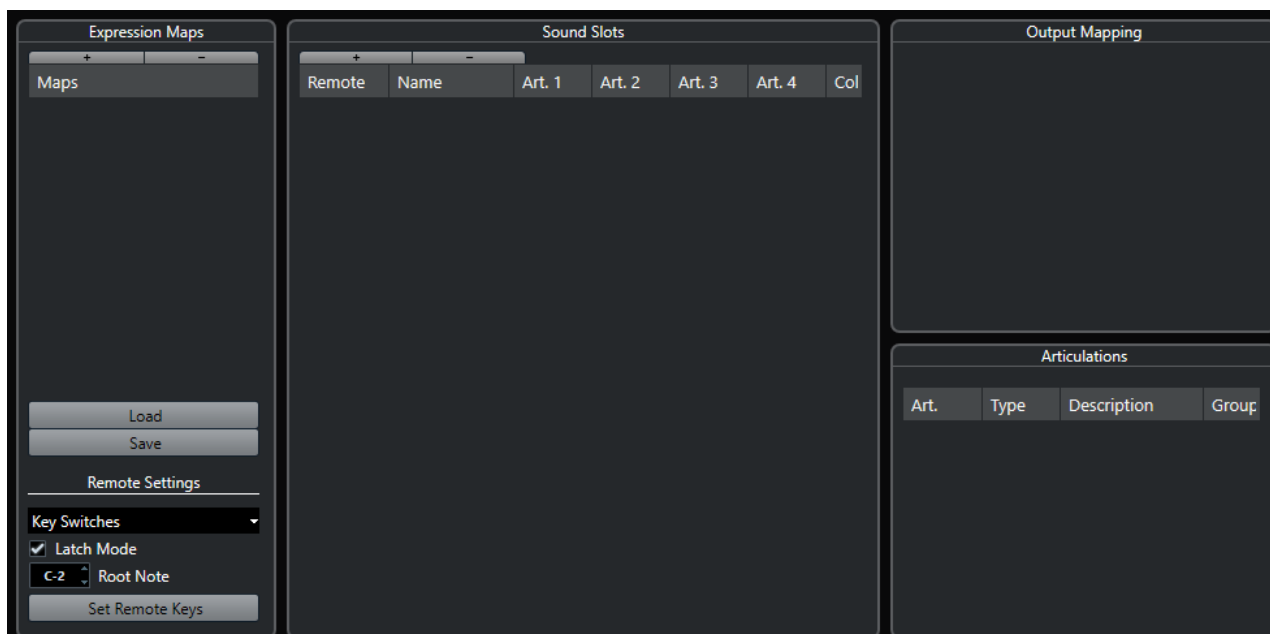 Expression Maps
+ -
Maps
Load
Save
Remote Settings
Key Switches
Latch Mode
C-2 Root Note
Set Remote Keys
Sound Slots
+ -
Remote Name Art. 1 Art. 2 Art. 3 Art. 4 Col
Output Mapping
Articulations
Art. Type Description Group